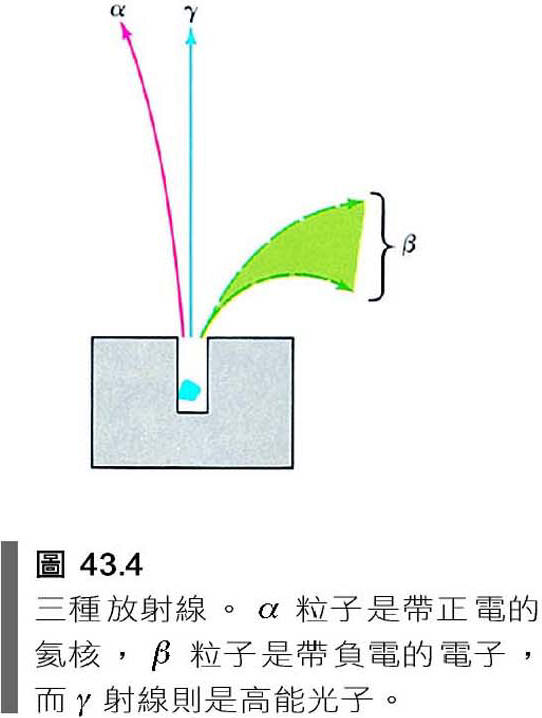 α γ
β
圖 43.4
三種放射線。α 粒子是帶正電的
氦核，β 粒子是帶負電的電子，
而 γ 射線則是高能光子。